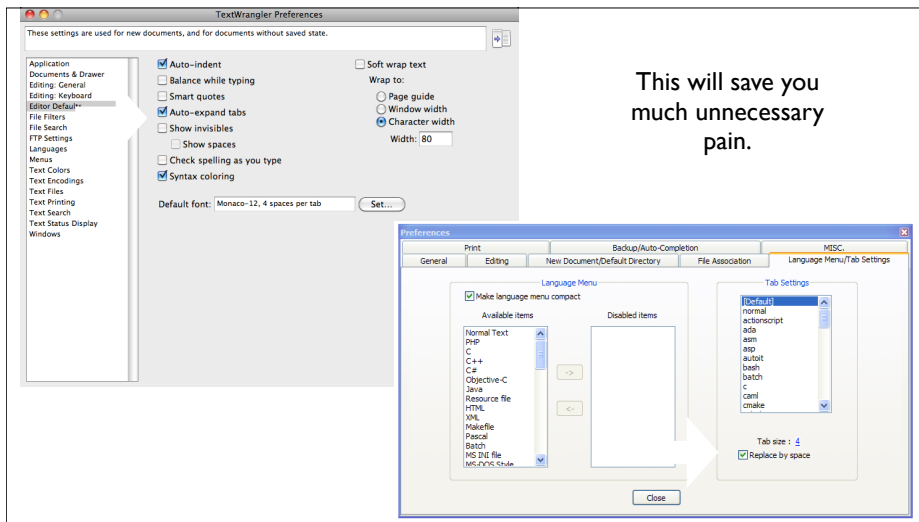 TextWrangler Preferences
These settings are used for new documents, and for documents without saved state.
Application
Documents & Drawer
Editing: General
Editing: Keyboard
Editor Defaults
File Filters
File Search
FTP Settings
Languages
Menus
Text Colors
Text Encodings
Text Files
Text Printing
Text Search
Text Status Display
Windows
Auto-indent
Balance while typing
Smart quotes
Auto-expand tabs
Show invisibles
Show spaces
Check spelling as you type
Syntax coloring
Soft wrap text
Wrap to:
Page guide
Window width
Character width
Width: 80
Default font: Monaco-12, 4 spaces per tab Set...
This will save you
much unnecessary
pain.
Preferences
Print Backup/Auto-Completion MISC.
General Editing New Document/Default Directory File Association Language Menu/Tab Settings
Language Menu
Make language menu compact
Available items Disabled items
Normal Text
PHP
C
C++
C#
Objective-C
Java
Resource file
HTML
XML
Makefile
Pascal
Batch
MS INI file
MS-DOS Style
->
<-
Tab Settings
[Default]
normal
actionscript
ada
asm
asp
autoit
bash
batch
c
caml
cmake
Tab size : 4
Replace by space
Close